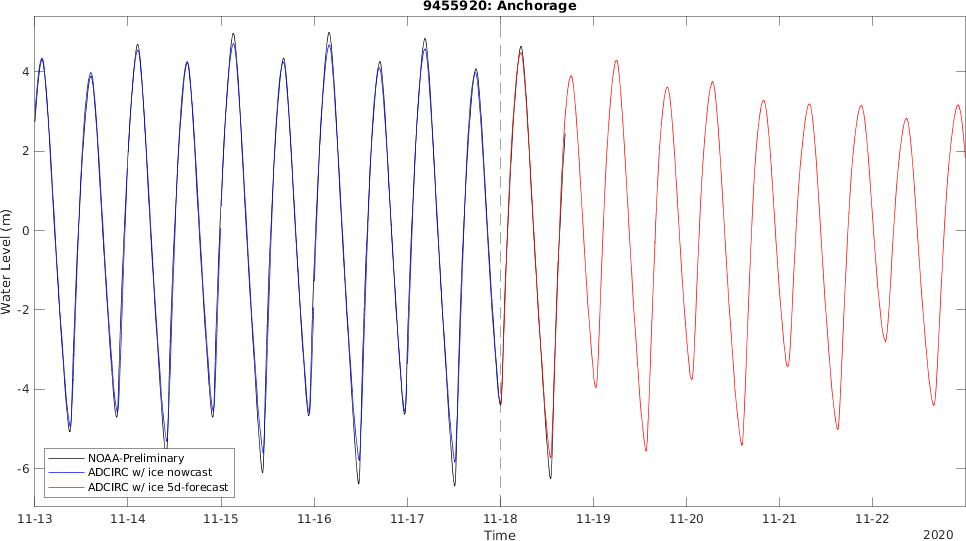 9455920: Anchorage
Water Level (m)
4
2
0
-2
-4
-6
NOAA-Preliminary
ADCIRC w/ ice nowcast
ADCIRC w/ ice 5d-forecast
11-13 11-14 11-15 11-16 11-17 11-18 11-19 11-20 11-21 11-22
Time
2020